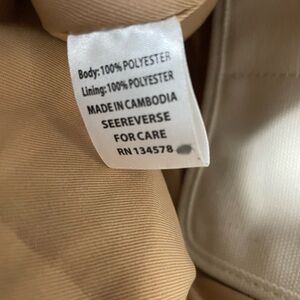 Body: 100% POLYESTER
Lining: 100% POLYESTER
MADE IN CAMBODIA
SEEREVERSE
FOR CARE
RN 134578